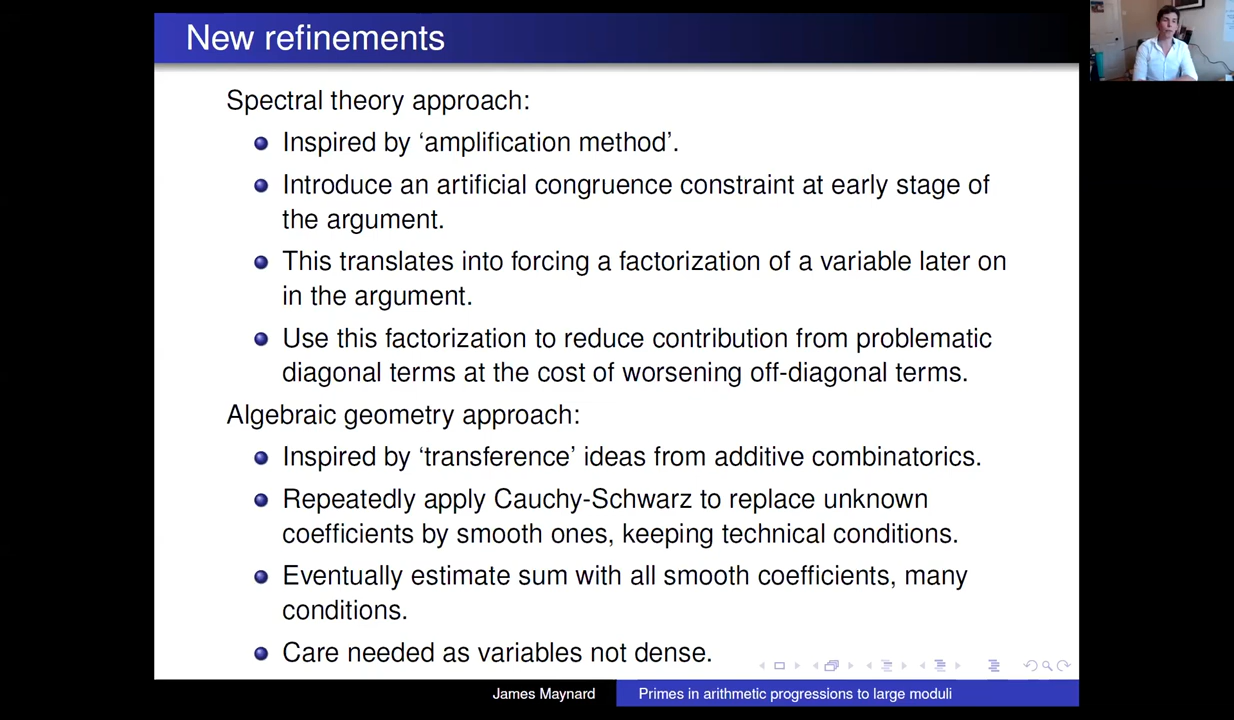 New refinements
Spectral theory approach:
Inspired by ‘amplification method’.
Introduce an artificial congruence constraint at early stage of
the argument.
This translates into forcing a factorization of a variable later on
in the argument.
Use this factorization to reduce contribution from problematic
diagonal terms at the cost of worsening off-diagonal terms.
Algebraic geometry approach:
Inspired by ‘transference’ ideas from additive combinatorics.
Repeatedly apply Cauchy-Schwarz to replace unknown
coefficients by smooth ones, keeping technical conditions.
Eventually estimate sum with all smooth coefficients, many
conditions.
Care needed as variables not dense.
James Maynard
Primes in arithmetic progressions to large moduli